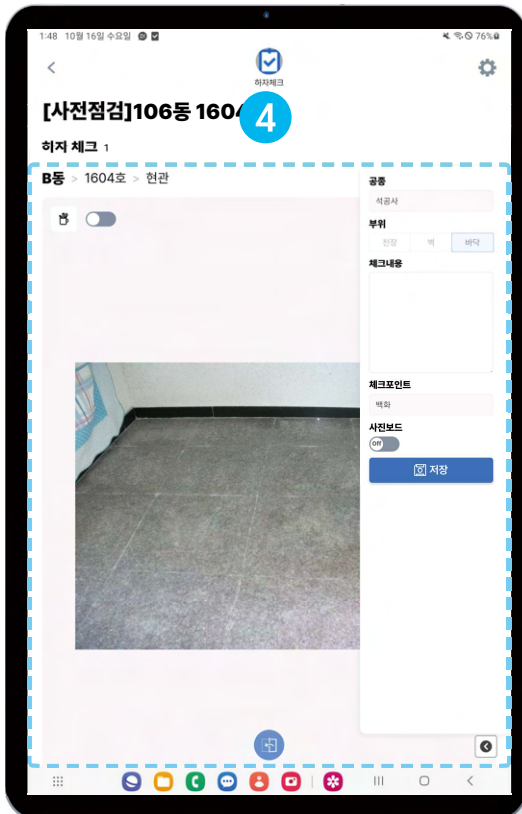 1:48 10월 16일 수요일
76%
하자체크
[사전점검]106동 1604
4
하자 체크 1
B동 > 1604호 > 현관
공종
석공사
부위
천장 벽 바닥
체크내용
체크포인트
백화
사진보드
Off
저장